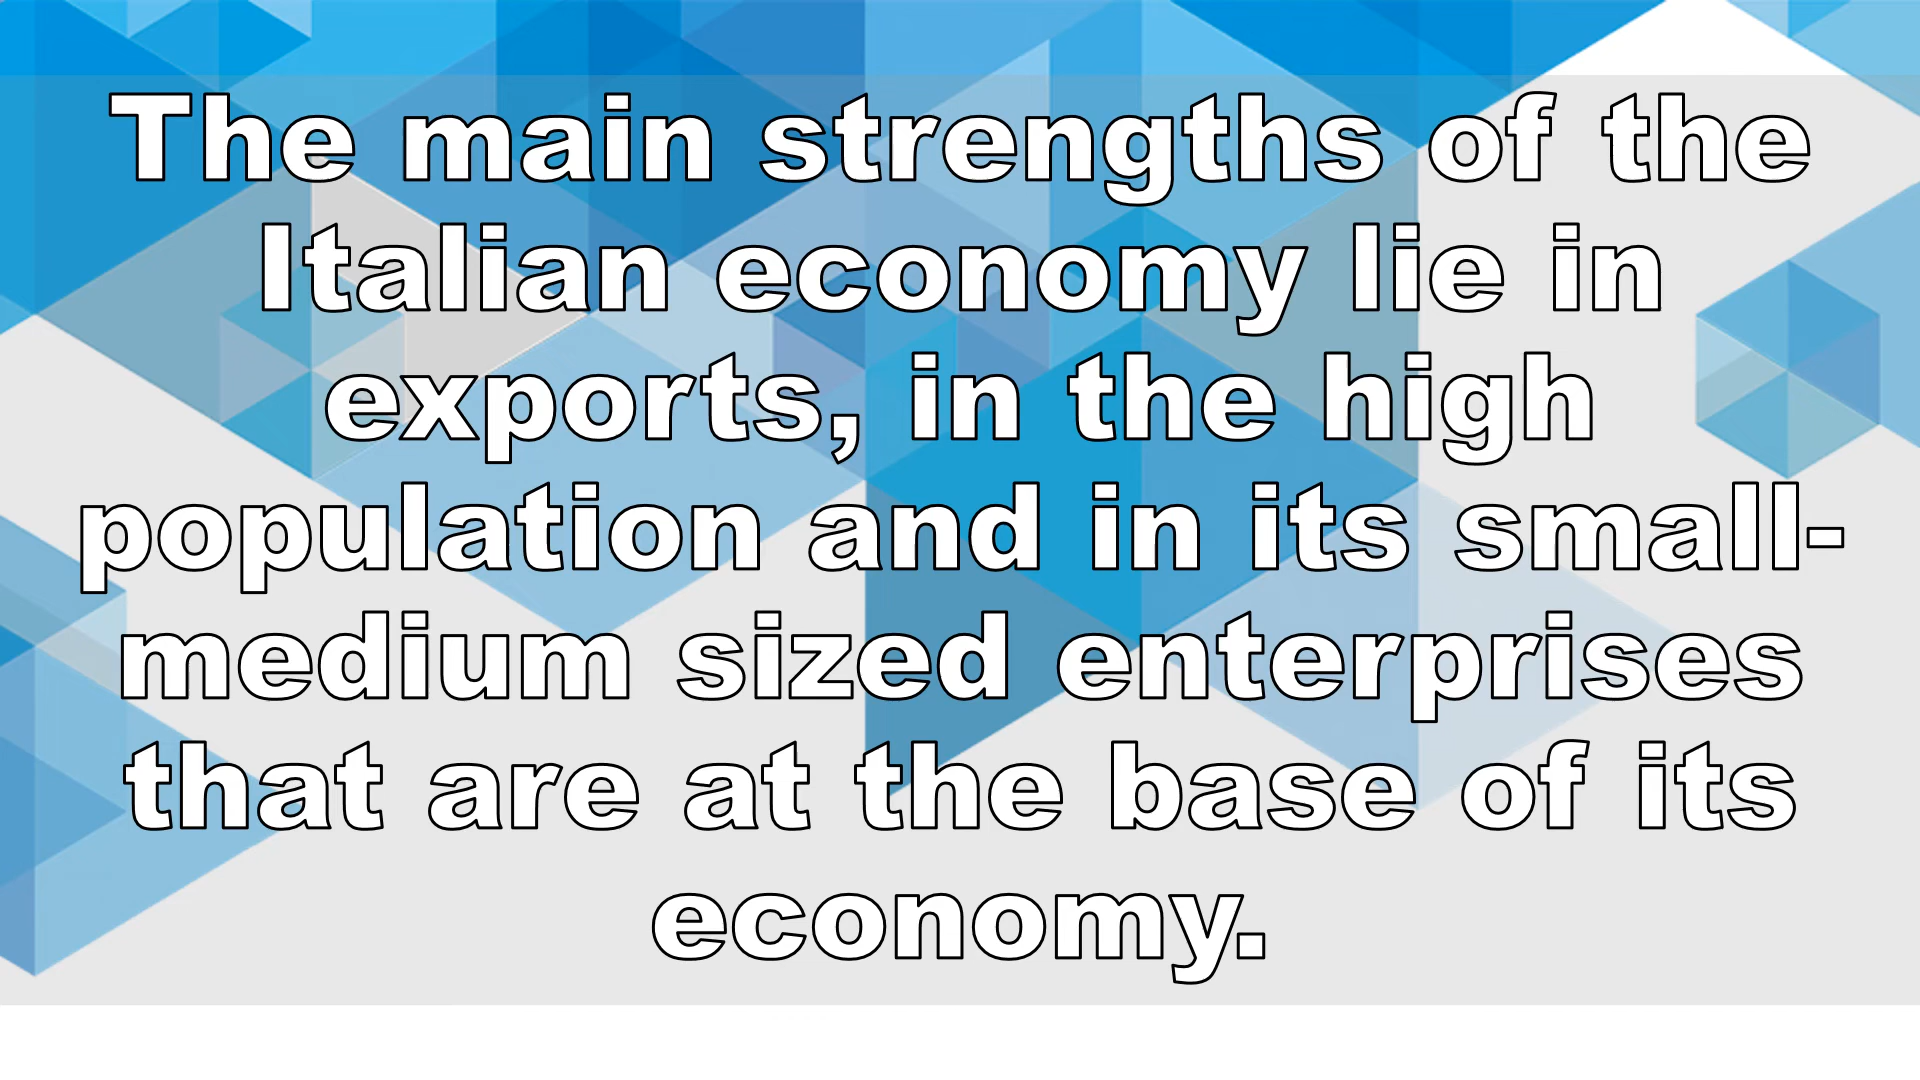 The main strengths of the
Italian economy lie in
exports, in the high
population and in its small-
medium sized enterprises
that are at the base of its
economy.